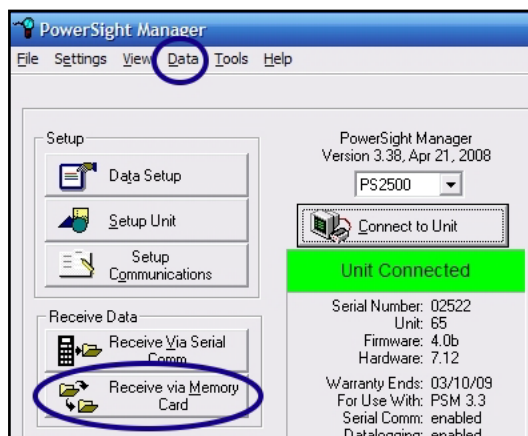 PowerSight Manager
File Settings View Data Tools Help
Setup
Data Setup
Setup Unit
Setup
Communications
Receive Data
Receive Via Serial
Comm
Receive via Memory
Card
PowerSight Manager
Version 3.38, Apr 21, 2008
PS2500
Connect to Unit
Unit Connected
Serial Number: 02522
Unit: 65
Firmware: 4.0b
Hardware: 7.12
Warranty Ends: 03/10/09
For Use With: PSM 3.3
Serial Comm: enabled
Datalogging: enabled